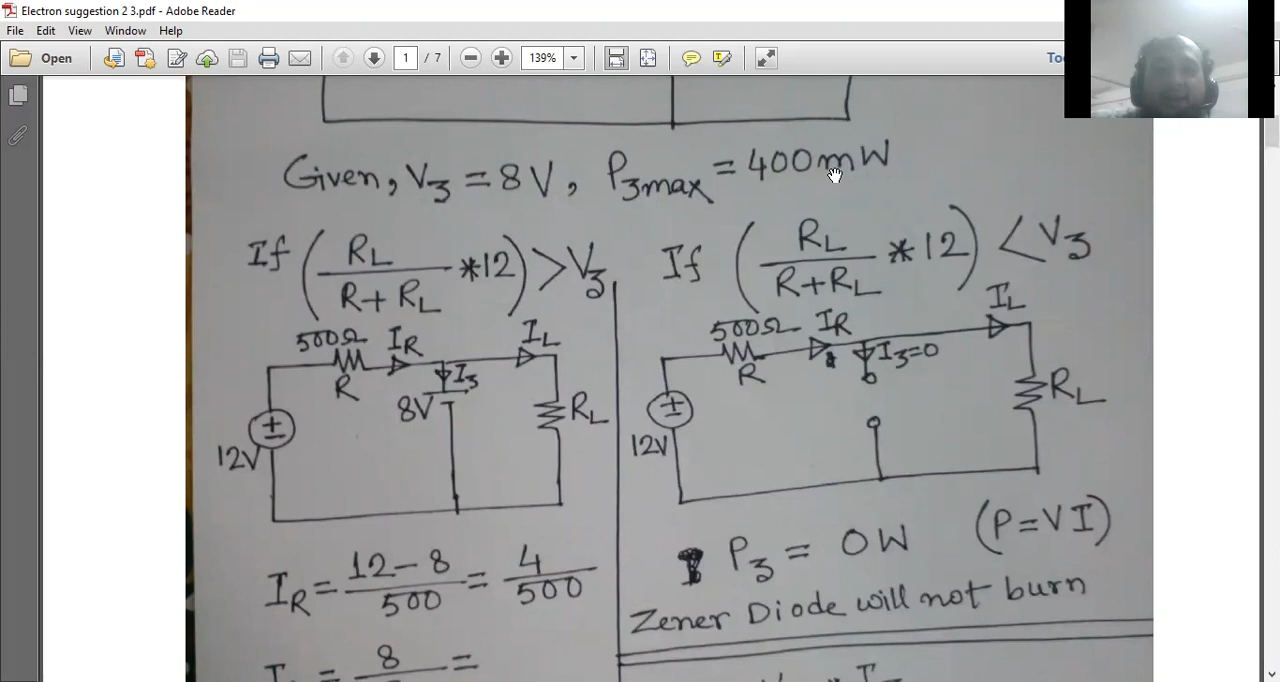 Electron suggestion 2 3.pdf - Adobe Reader
File Edit View Window Help
Open 1 / 7 139%
Given, V3 = 8V, P3max = 400mW
If (RL / (R+RL) * 12) > V3
If (RL / (R+RL) * 12) < V3
500Ω IR IL
R I3
8V RL
12V
500Ω IR IL
R I3=0
RL
12V
IR = (12-8) / 500 = 4 / 500
P3 = 0W (P=VI)
Zener Diode will not burn
8
=